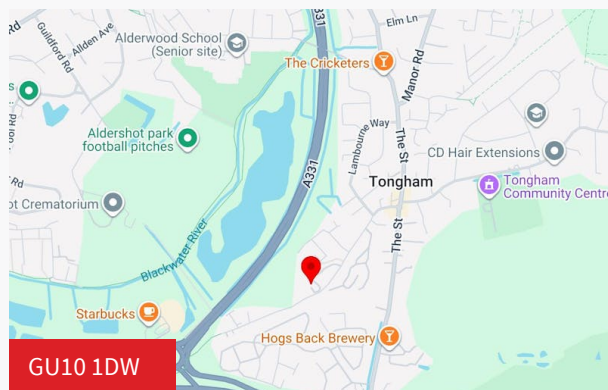 Guildford Rd
Allden Ave
Alderwood School
(Senior site)
Elm Ln
The Cricketers
Manor Rd
Aldershot park
football pitches
Lambourne Way
The St
CD Hair Extensions
A331
Tongham
Tongham
Community Centre
ot Crematorium
Blackwater River
The St
Starbucks
Hogs Back Brewery
GU10 1DW